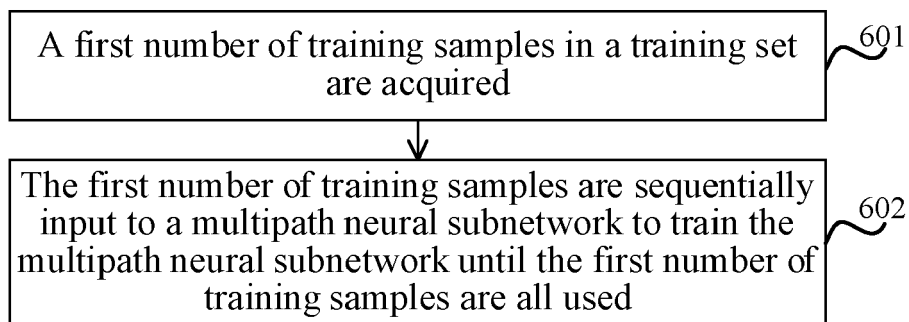 A first number of training samples in a training set
are acquired
601
The first number of training samples are sequentially
input to a multipath neural subnetwork to train the
multipath neural subnetwork until the first number of
training samples are all used
602